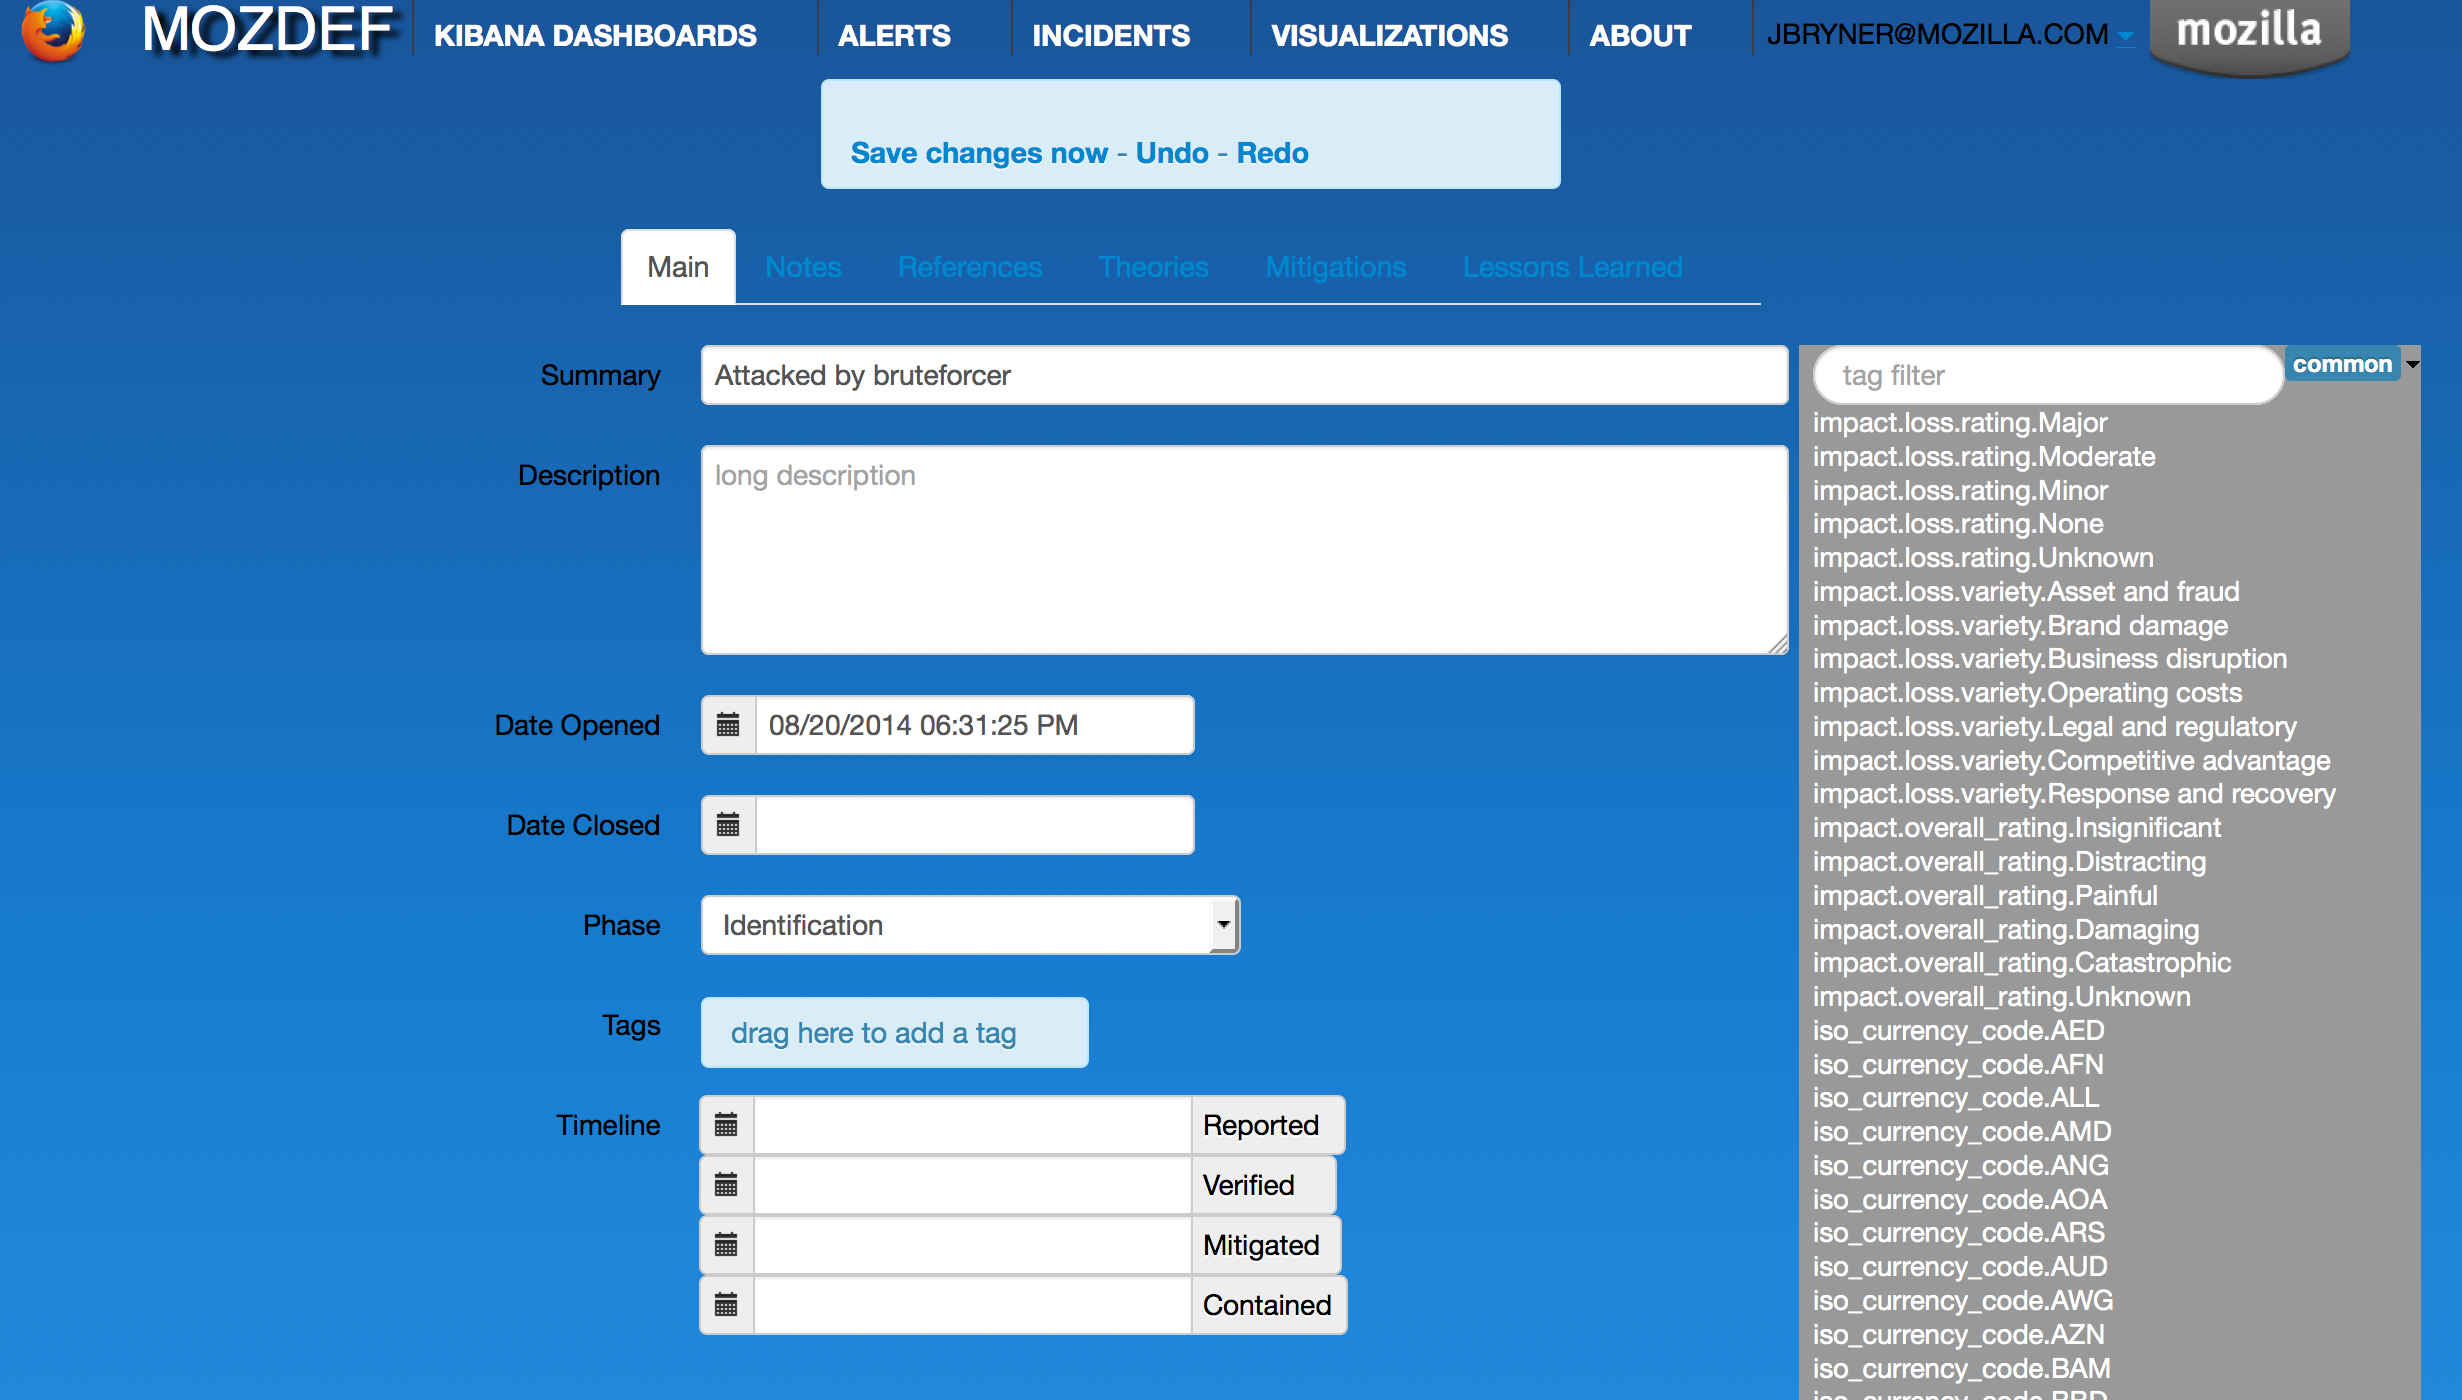 MOZDEF KIBANA DASHBOARDS ALERTS INCIDENTS VISUALIZATIONS ABOUT JBRYNER@MOZILLA.COM mozilla
Save changes now - Undo - Redo
Main Notes References Theories Mitigations Lessons Learned
Summary Attacked by bruteforcer
Description long description
Date Opened 08/20/2014 06:31:25 PM
Date Closed
Phase Identification
Tags drag here to add a tag
Timeline Reported
Verified
Mitigated
Contained
tag filter common
impact.loss.rating.Major
impact.loss.rating.Moderate
impact.loss.rating.Minor
impact.loss.rating.None
impact.loss.rating.Unknown
impact.loss.variety.Asset and fraud
impact.loss.variety.Brand damage
impact.loss.variety.Business disruption
impact.loss.variety.Operating costs
impact.loss.variety.Legal and regulatory
impact.loss.variety.Competitive advantage
impact.loss.variety.Response and recovery
impact.overall_rating.Insignificant
impact.overall_rating.Distracting
impact.overall_rating.Painful
impact.overall_rating.Damaging
impact.overall_rating.Catastrophic
impact.overall_rating.Unknown
iso_currency_code.AED
iso_currency_code.AFN
iso_currency_code.ALL
iso_currency_code.AMD
iso_currency_code.ANG
iso_currency_code.AOA
iso_currency_code.ARS
iso_currency_code.AUD
iso_currency_code.AWG
iso_currency_code.AZN
iso_currency_code.BAM